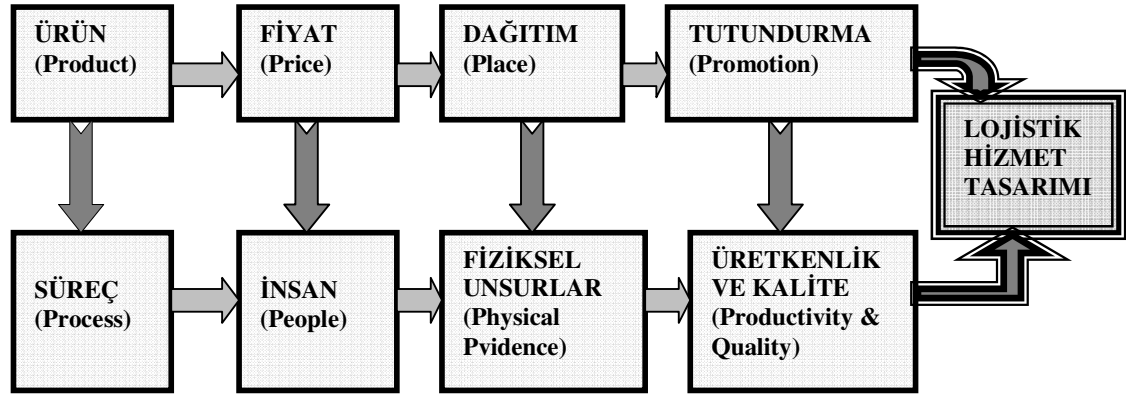 ÜRÜN
(Product)
FİYAT
(Price)
DAĞITIM
(Place)
TUTUNDURMA
(Promotion)
LOJİSTİK
HİZMET
TASARIMI
SÜREÇ
(Process)
İNSAN
(People)
FİZİKSEL
UNSURLAR
(Physical
Pvidence)
ÜRETKENLİK
VE KALİTE
(Productivity &
Quality)